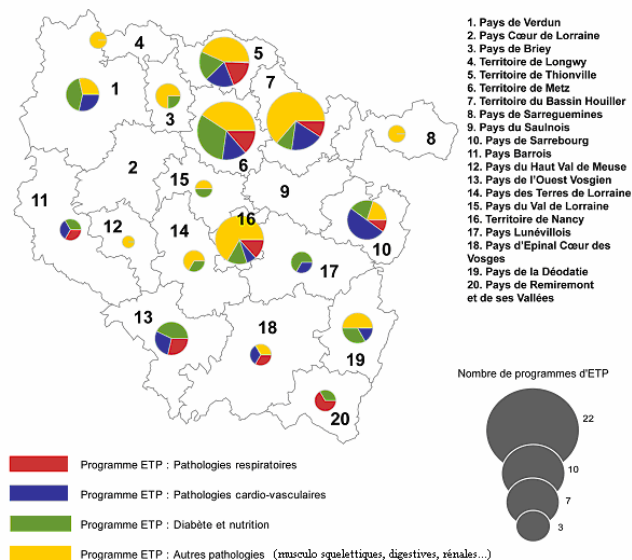 1. Pays de Verdun
2. Pays Cœur de Lorraine
3. Pays de Briey
4. Territoire de Longwy
5. Territoire de Thionville
6. Territoire de Metz
7. Territoire du Bassin Houiller
8. Pays de Sarreguemines
9. Pays du Saulnois
10. Pays de Sarrebourg
11. Pays Barrois
12. Pays du Haut Val de Meuse
13. Pays de l'Ouest Vosgien
14. Pays des Terres de Lorraine
15. Pays du Val de Lorraine
16. Territoire de Nancy
17. Pays Lunévillois
18. Pays d'Epinal Cœur des
Vosges
19. Pays de la Déodatie
20. Pays de Remiremont
et de ses Vallées
4
5
7
1
3
8
6
2
15
9
11
12
14
16
10
17
13
18
19
20
Nombre de programmes d'ETP
22
10
7
3
Programme ETP : Pathologies respiratoires
Programme ETP : Pathologies cardio-vasculaires
Programme ETP : Diabète et nutrition
Programme ETP : Autres pathologies (musculo squelettiques, digestives, rénales...)